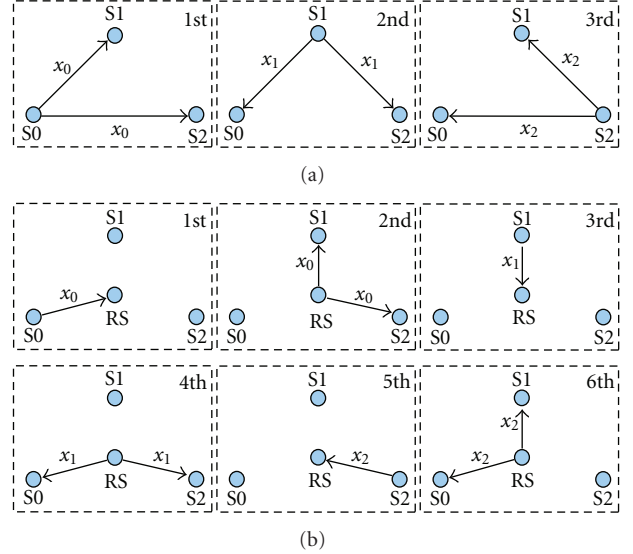 S1 1st
x0
S0 x0 S2
S1 2nd
x1 x1
S0 S2
S1 3rd
x2
S0 x2 S2
(a)
S1 1st
x0
S0 RS S2
S1 2nd
x0
x0
S0 RS S2
S1 3rd
x1
S0 RS S2
S1 4th
x1 x1
S0 RS S2
S1 5th
x2
S0 RS S2
S1 6th
x2
x2
S0 RS S2
(b)